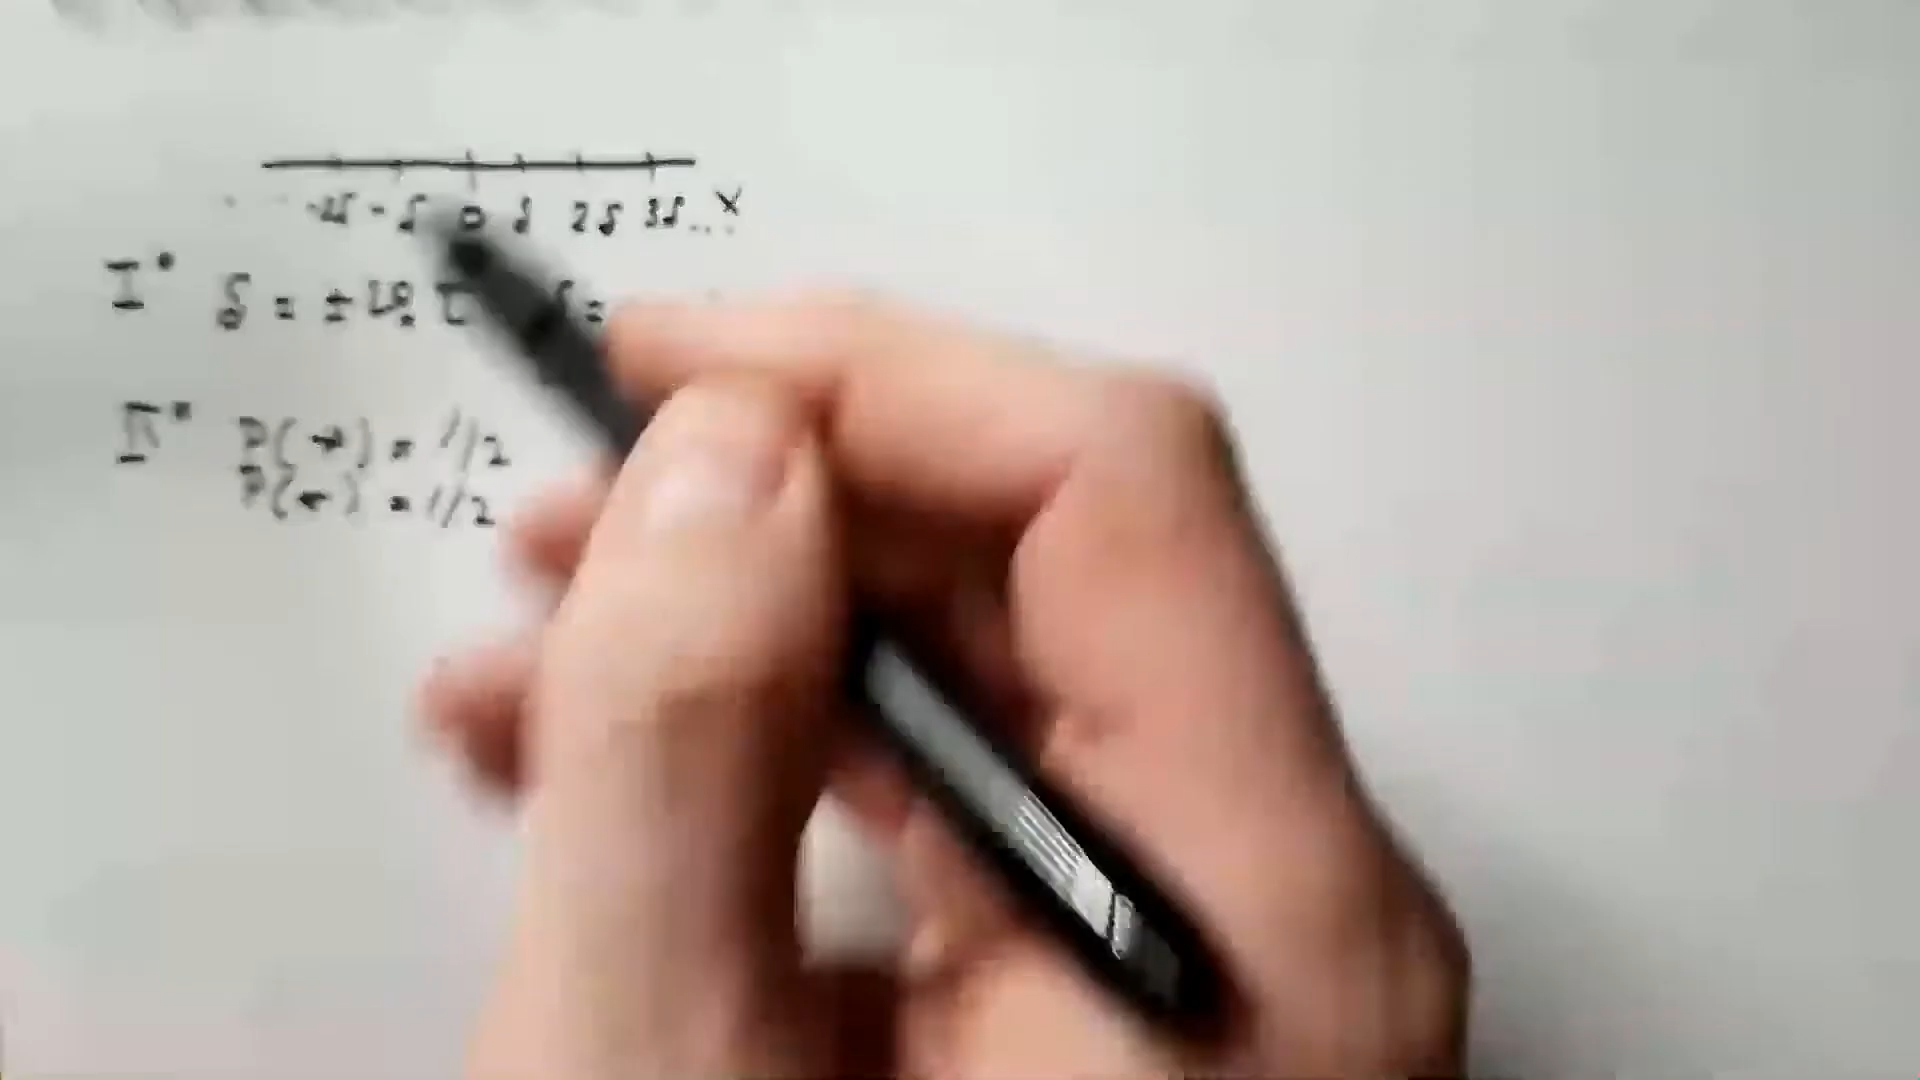 -2δ -δ 0 δ 2δ 3δ... x
I° δ = ± τ δ =
II° P(→) = 1/2
P(←) = 1/2